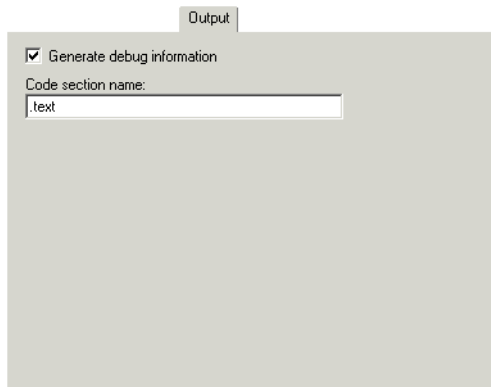 Output
Generate debug information
Code section name:
.text